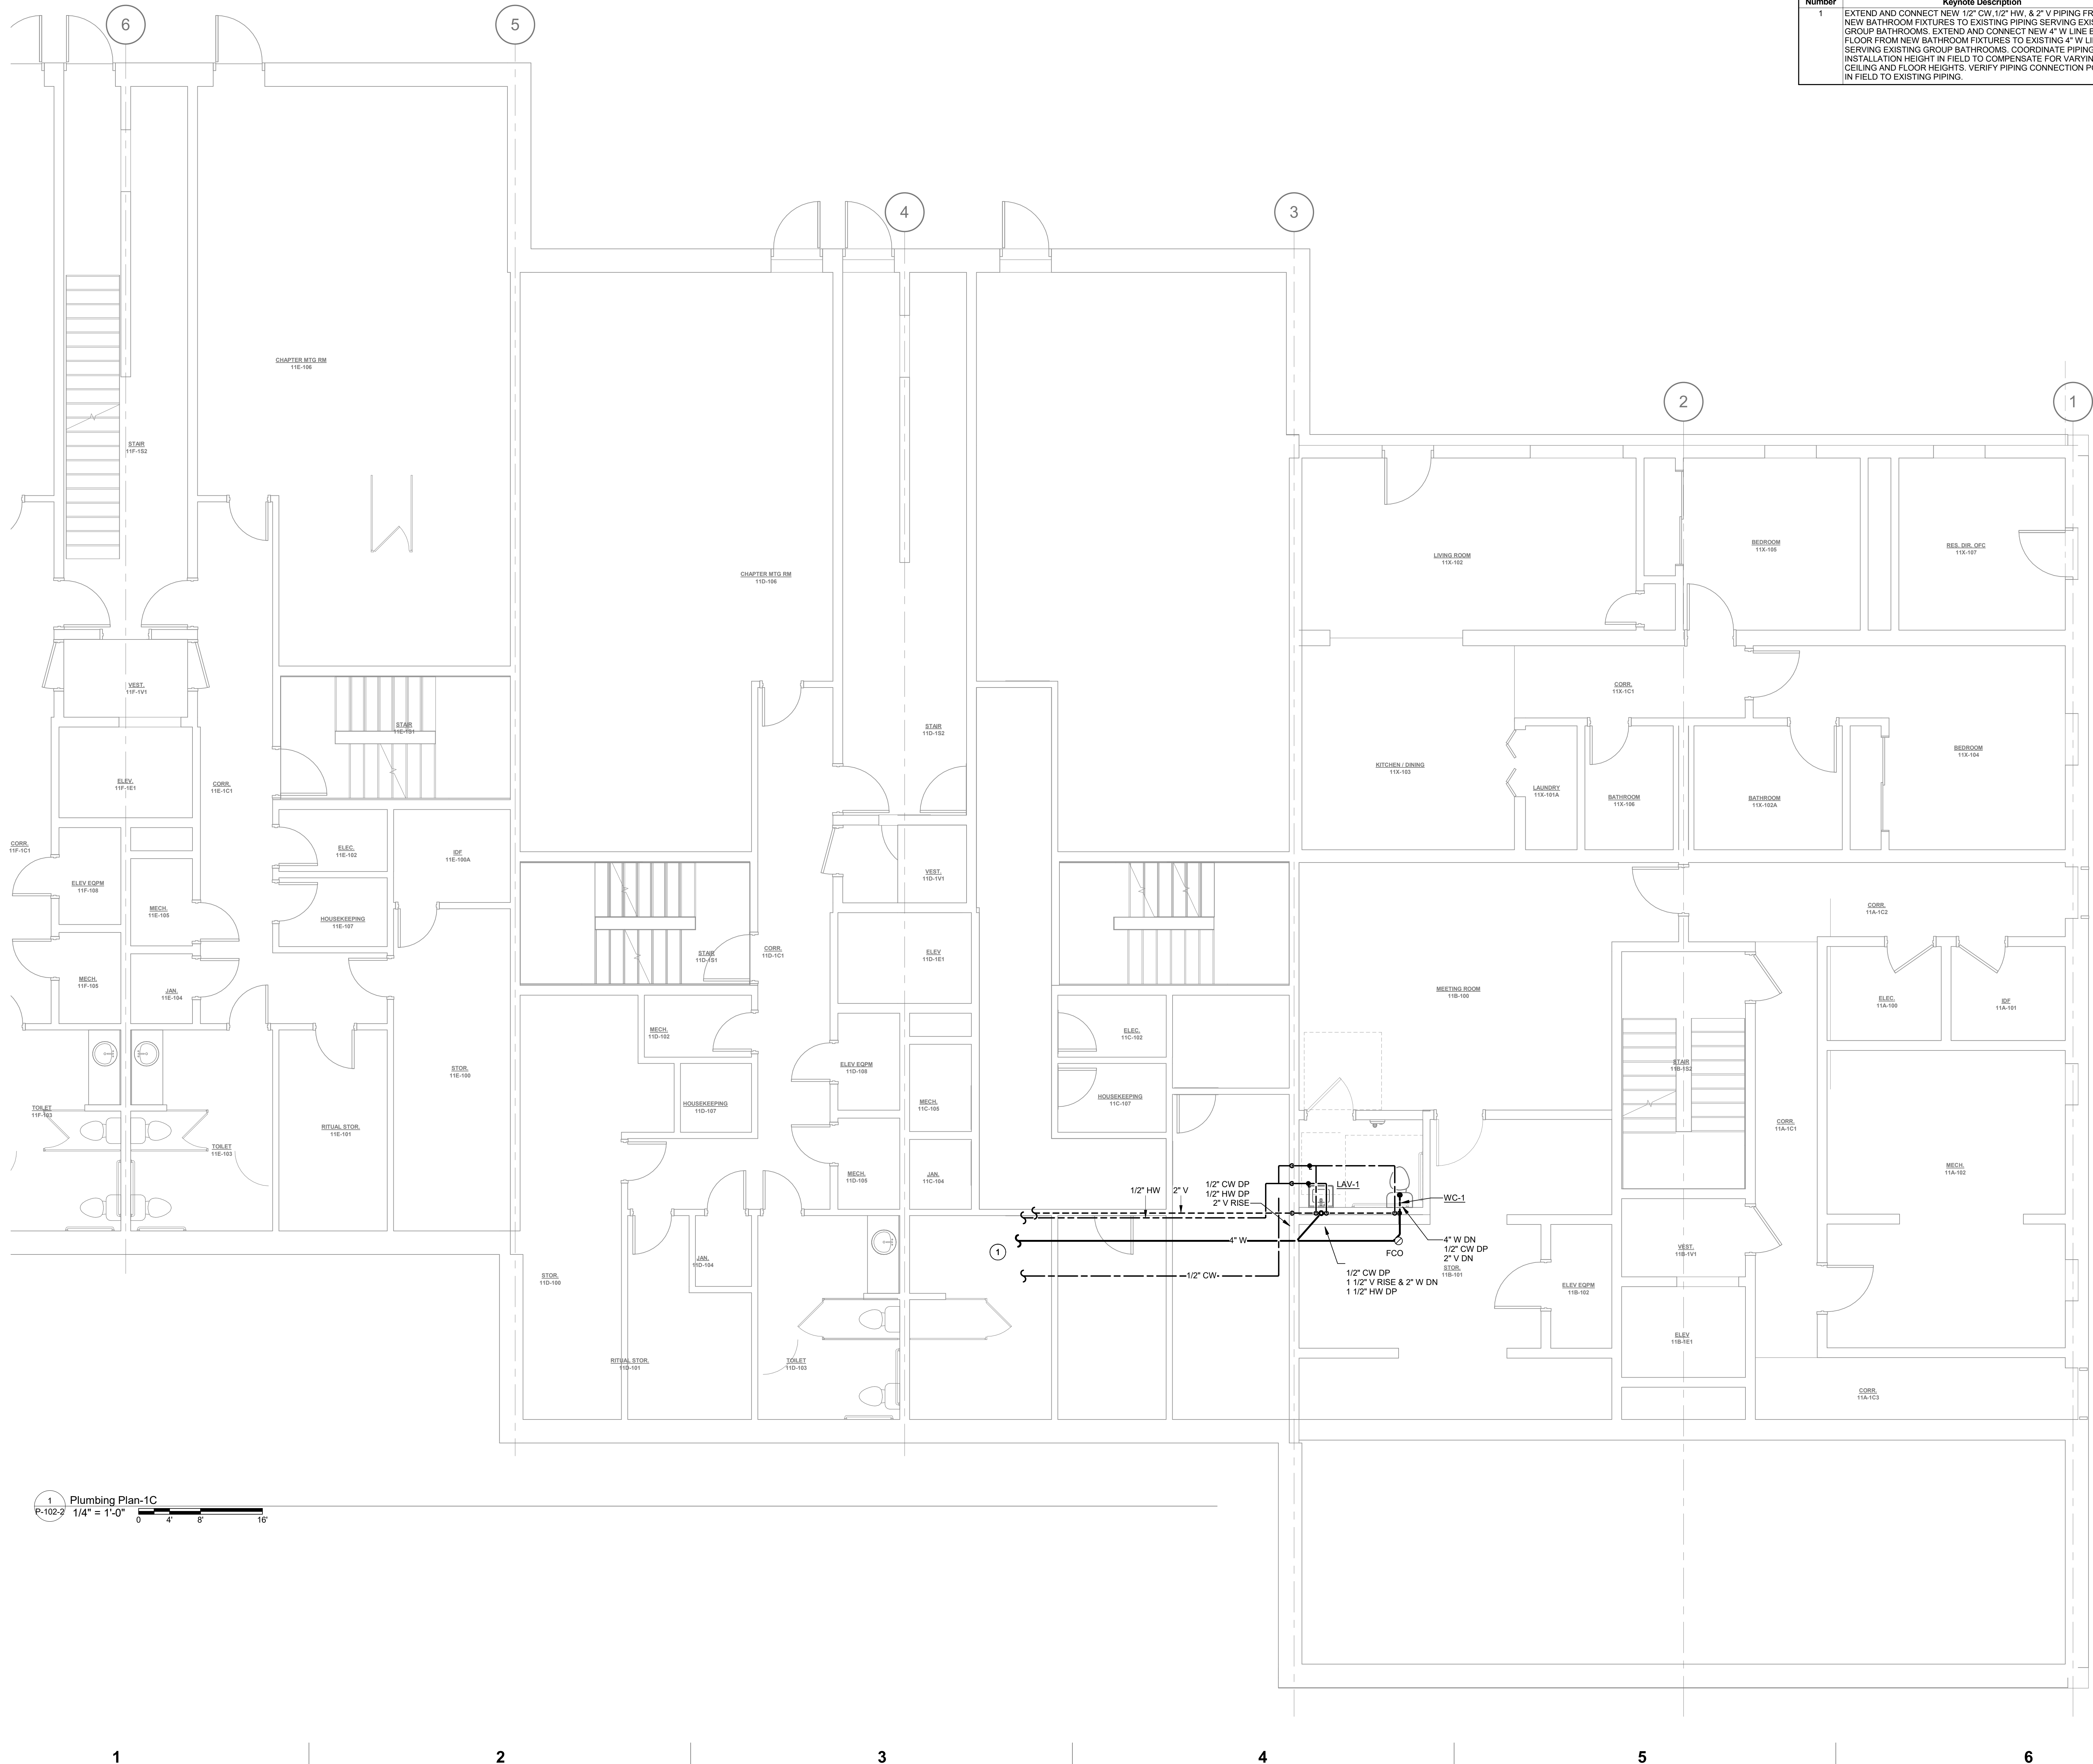 Number Keynote Description
1 EXTEND AND CONNECT NEW 1/2" CW,1/2" HW, & 2" V PIPING FR
NEW BATHROOM FIXTURES TO EXISTING PIPING SERVING EXIS
GROUP BATHROOMS. EXTEND AND CONNECT NEW 4" W LINE B
FLOOR FROM NEW BATHROOM FIXTURES TO EXISTING 4" W LI
SERVING EXISTING GROUP BATHROOMS. COORDINATE PIPING
INSTALLATION HEIGHT IN FIELD TO COMPENSATE FOR VARYIN
CEILING AND FLOOR HEIGHTS. VERIFY PIPING CONNECTION PO
IN FIELD TO EXISTING PIPING.
6
5
4
3
2
1
CHAPTER MTG RM
11E-106
STAIR
11F-1S2
CHAPTER MTG RM
11D-106
LIVING ROOM
11X-102
BEDROOM
11X-105
RES. DIR. OFC
11X-107
VEST.
11F-1V1
STAIR
11E-1S1
STAIR
11D-1S2
CORR.
11X-1C1
KITCHEN / DINING
11X-103
BEDROOM
11X-104
ELEV.
11F-1E1
CORR.
11E-1C1
LAUNDRY
11X-101A
BATHROOM
11X-106
BATHROOM
11X-102A
CORR.
11F-1C1
ELEC.
11E-102
IDF
11E-100A
ELEV EQPM
11F-108
MECH.
11E-105
HOUSEKEEPING
11E-107
VEST.
11D-1V1
CORR.
11A-1C2
STAIR
11D-1S1
CORR.
11D-1C1
ELEV
11D-1E1
MECH.
11F-105
JAN.
11E-104
MEETING ROOM
11B-100
ELEC.
11A-100
IDF
11A-101
MECH.
11D-102
ELEC.
11C-102
STOR.
11E-100
ELEV EQPM
11D-108
STAIR
11B-1S2
HOUSEKEEPING
11D-107
MECH.
11C-105
HOUSEKEEPING
11C-107
TOILET
11F-103
RITUAL STOR.
11E-101
TOILET
11E-103
CORR.
11A-1C1
MECH.
11D-105
JAN.
11C-104
MECH.
11A-102
1/2" HW
2" V
1/2" CW DP
1/2" HW DP
2" V RISE
LAV-1
WC-1
4" W
1
FCO
4" W DN
1/2" CW DP
2" V DN
STOR.
11B-101
1/2" CW
1/2" CW DP
1 1/2" V RISE & 2" W DN
1 1/2" HW DP
VEST.
11B-1V1
JAN.
11D-104
STOR.
11D-100
ELEV EQPM
11B-102
ELEV
11B-1E1
RITUAL STOR.
11D-101
TOILET
11D-103
CORR.
11A-1C3
1
P-102-2
Plumbing Plan-1C
1/4" = 1'-0"
0 4' 8' 16'
1 2 3 4 5 6